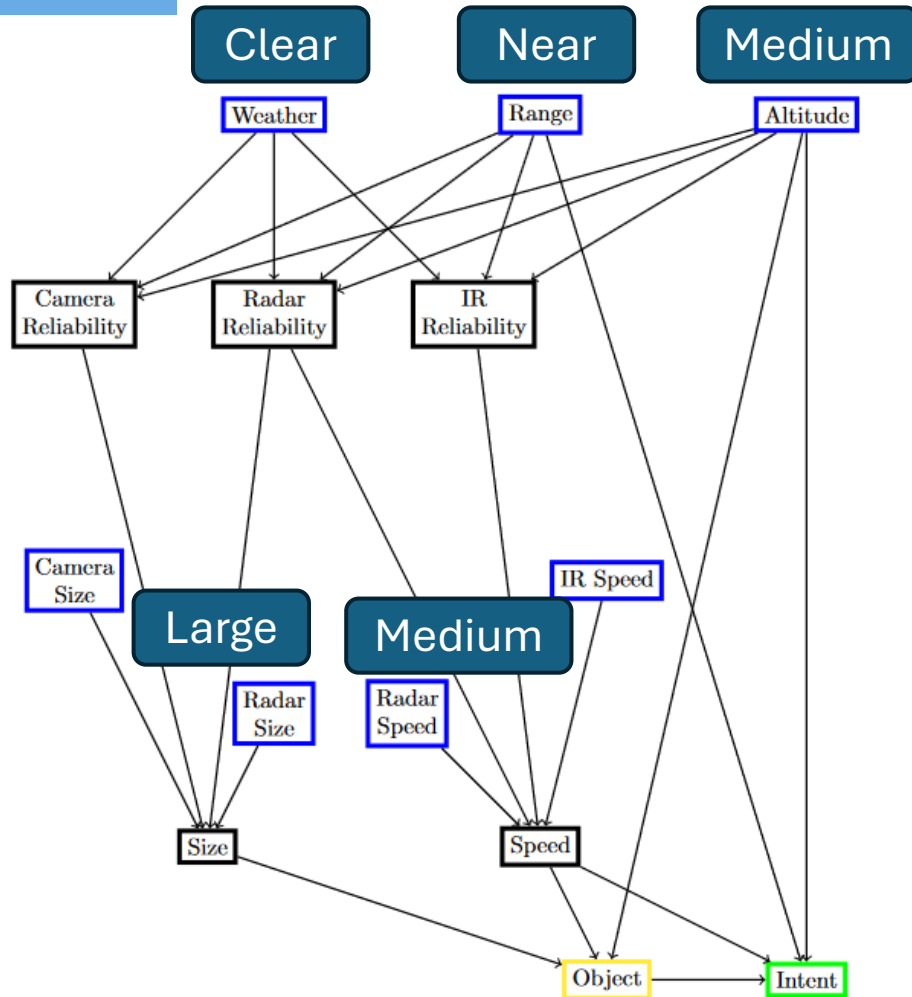 Clear
Near
Medium
Weather
Range
Altitude
Camera
Reliability
Radar
Reliability
IR
Reliability
Camera
Size
IR Speed
Large
Medium
Radar
Size
Radar
Speed
Size
Speed
Object
Intent